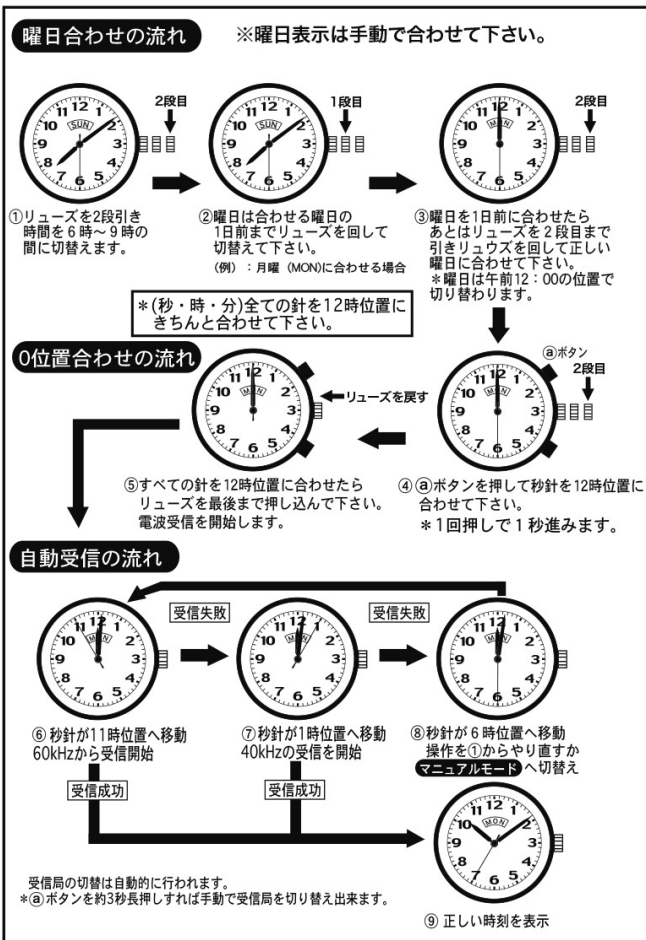 曜日合わせの流れ ※曜日表示は手動で合わせて下さい。
2段目
1段目
2段目
SUN
SUN
MON
①リューズを2段引き
時間を6時〜9時の
間に切替えます。
②曜日は合わせる曜日の
1日前までリューズを回して
切替えて下さい。
(例):月曜(MON)に合わせる場合
③曜日を1日前に合わせたら
あとはリューズを2段目まで
引きリュウズを回して正しい
曜日に合わせて下さい。
*曜日は午前12:00の位置で
切り替わります。
*(秒・時・分)全ての針を12時位置に
きちんと合わせて下さい。
0位置合わせの流れ
リューズを戻す
ⓐボタン
2段目
MON
MON
⑤すべての針を12時位置に合わせたら
リューズを最後まで押し込んで下さい。
電波受信を開始します。
④ⓐボタンを押して秒針を12時位置に
合わせて下さい。
*1回押しで1秒進みます。
自動受信の流れ
受信失敗
受信失敗
MON
MON
MON
⑥秒針が11時位置へ移動
60kHzから受信開始
⑦秒針が1時位置へ移動
40kHzの受信を開始
⑧秒針が6時位置へ移動
操作を①からやり直すか
マニュアルモードへ切替え
受信成功
受信成功
MON
受信局の切替は自動的に行われます。
*ⓐボタンを約3秒長押しすれば手動で受信局を切り替え出来ます。
⑨ 正しい時刻を表示